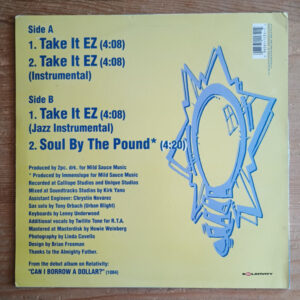 Side A
1. Take It EZ (4:08)
2. Take It EZ (4:08)
(Instrumental)
Side B
1. Take It EZ (4:08)
(Jazz Instrumental)
2. Soul By The Pound* (4:20)
Produced by 2pc. drk. for Mild Sauce Music
* Produced by Immenslope for Mild Sauce Music
Recorded at Calliope Studios and Unique Studios
Mixed at Soundtracks Studios by Kirk Yano
Assistant Engineer: Chrystin Nevarez
Sax solo by Tony Orbach (Urban Blight)
Keyboards by Lenny Underwood
Additional vocals by Twilite Tone for R.T.A.
Mastered at Masterdisk by Howie Weinberg
Photography by Linda Covello
Design by Brian Freeman
Thanks to the Almighty Father.
From the debut album on Relativity:
"CAN I BORROW A DOLLAR?" (1084)